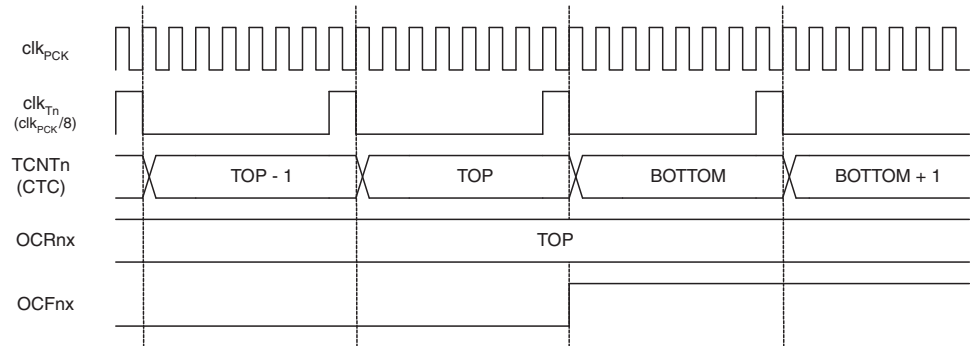 clkPCK
clkTn
(clkPCK/8)
TCNTn
(CTC)
TOP - 1
TOP
BOTTOM
BOTTOM + 1
OCRnx
TOP
OCFnx